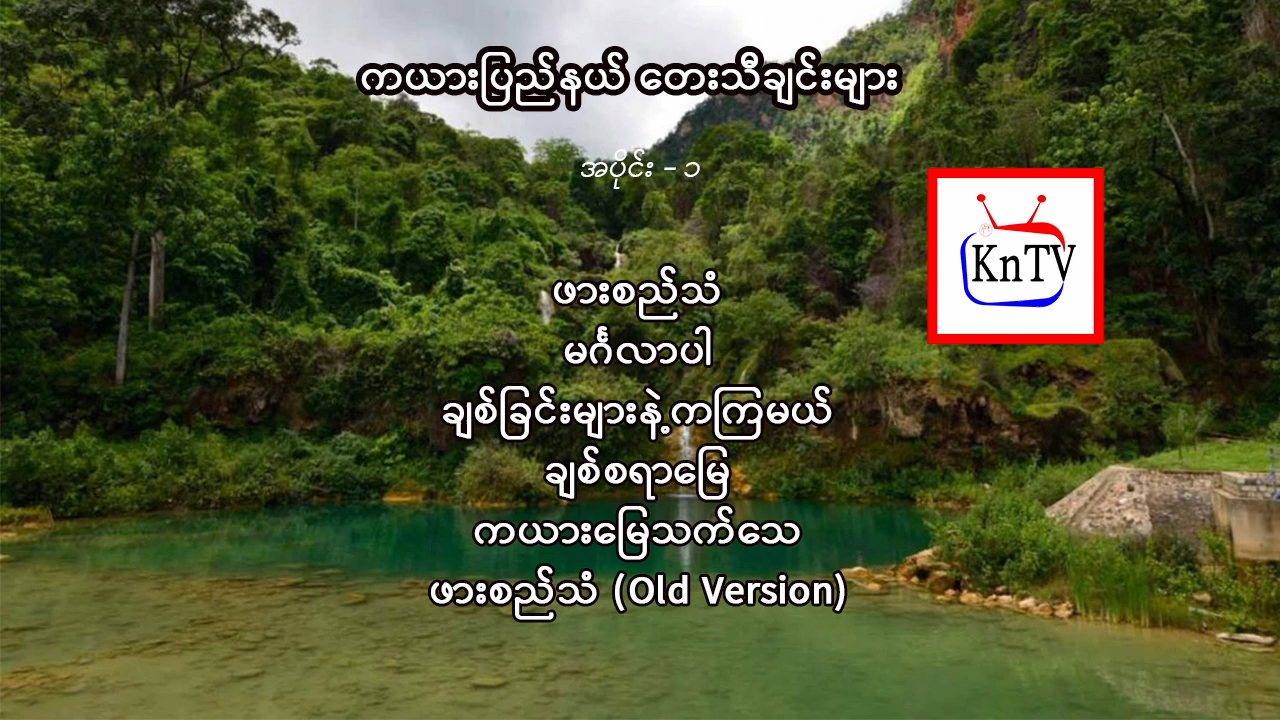 ကယားပြည်နယ် တေးသီချင်းများ
အပိုင်း - ၁
KnTV
ဖားစည်သံ
မင်္ဂလာပါ
ချစ်ခြင်းများနဲ့ ကကြမယ်
ချစ်စရာမြေ
ကယားမြေသက်သေ
ဖားစည်သံ (Old Version)